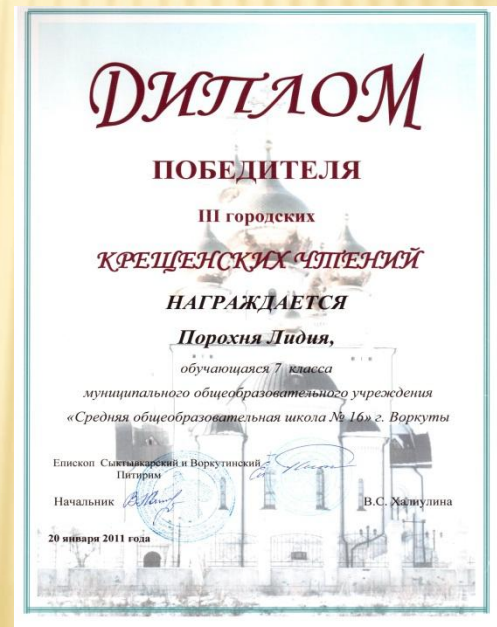 ДИПЛОМ
ПОБЕДИТЕЛЯ
III городских
КРЕЩЕНСКИХ ЧТЕНИЙ
НАГРАЖДАЕТСЯ
Порохня Лидия,
обучающаяся 7 класса
муниципального общеобразовательного учреждения
«Средняя общеобразовательная школа № 16» г. Воркуты
Епископ Сыктывкарский и Воркутинский
Питирим
Начальник В.С. Халиулина
20 января 2011 года